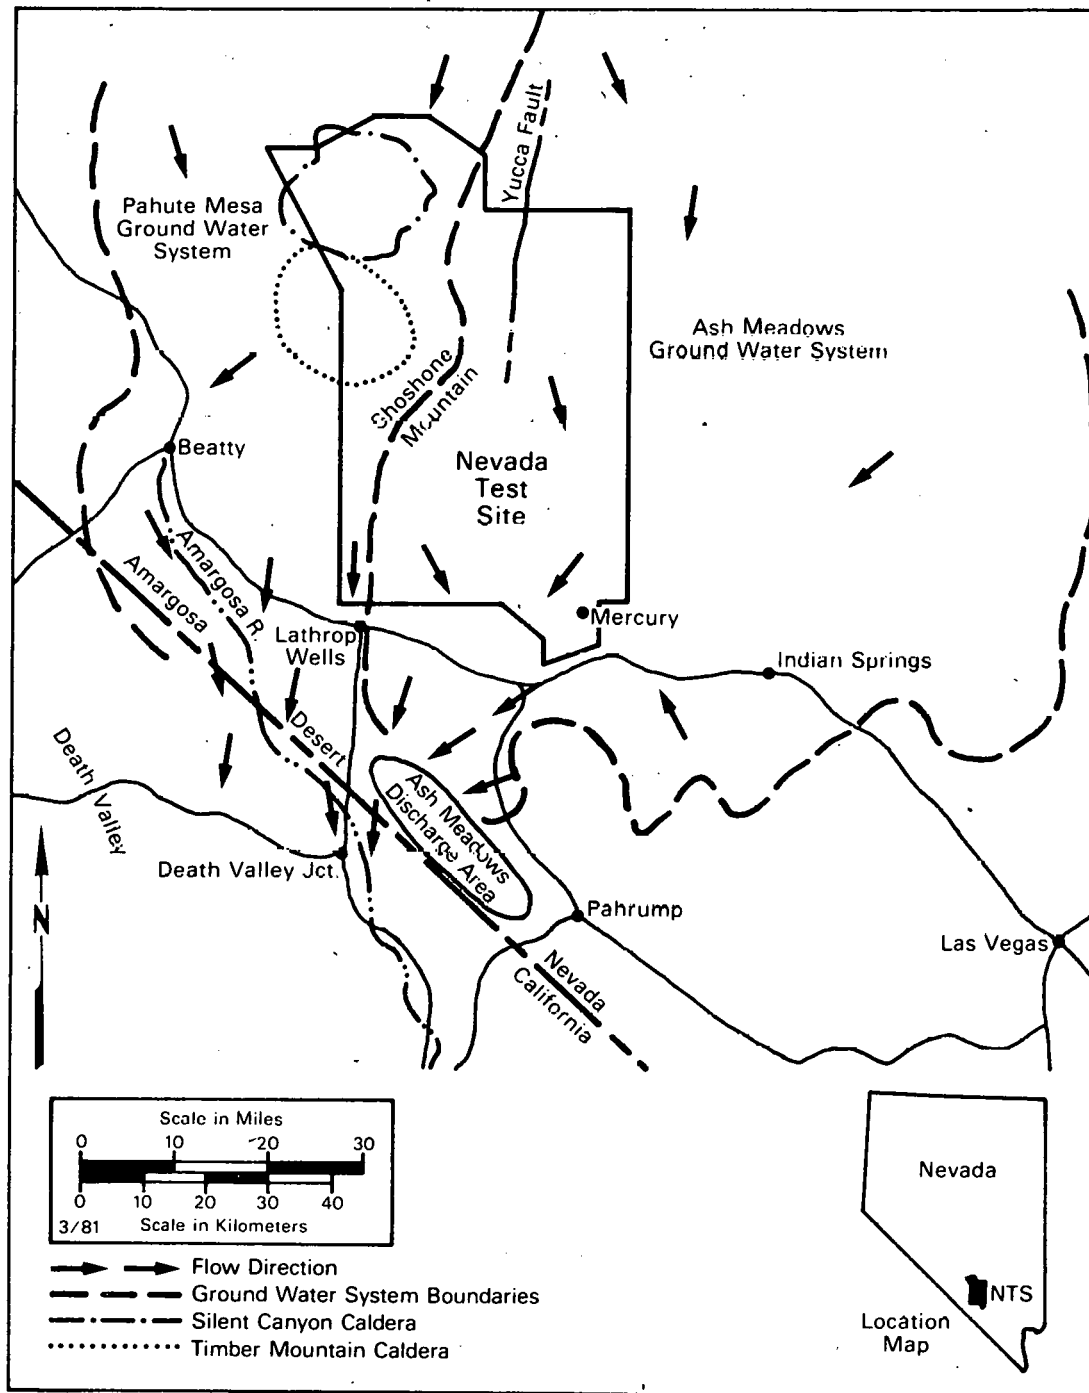 Yucca Fault
Pahute Mesa
Ground Water
System
Ash Meadows
Ground Water System
Shoshone
Mountain
Beatty
Nevada
Test
Site
Amargosa R.
Amargosa
Mercury
Lathrop
Wells
Indian Springs
Desert
Death Valley
Ash Meadows
Discharge Area
Death Valley Jct.
Pahrump
N
Las Vegas
Nevada
California
Scale in Miles
0 10 20 30
0 10 20 30 40
3/81 Scale in Kilometers
Nevada
NTS
Location
Map
Flow Direction
Ground Water System Boundaries
Silent Canyon Caldera
Timber Mountain Caldera